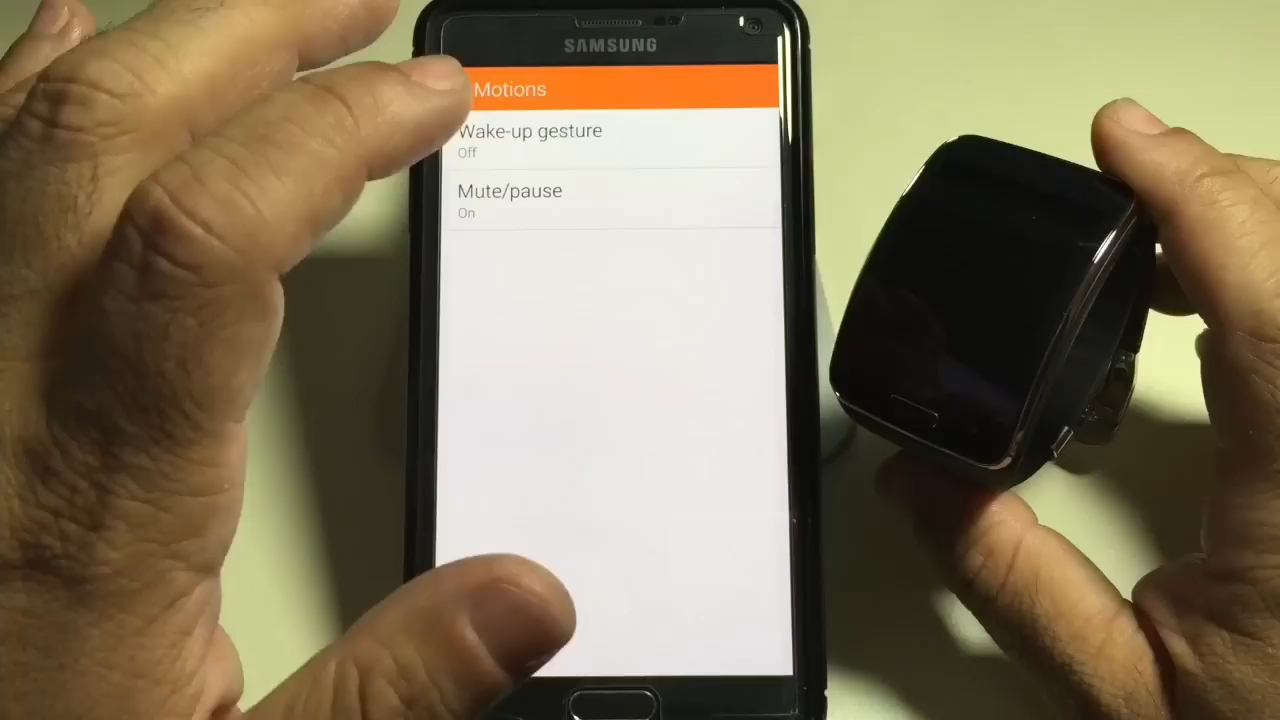 SAMSUNG
Motions
Wake-up gesture
Off
Mute/pause
On